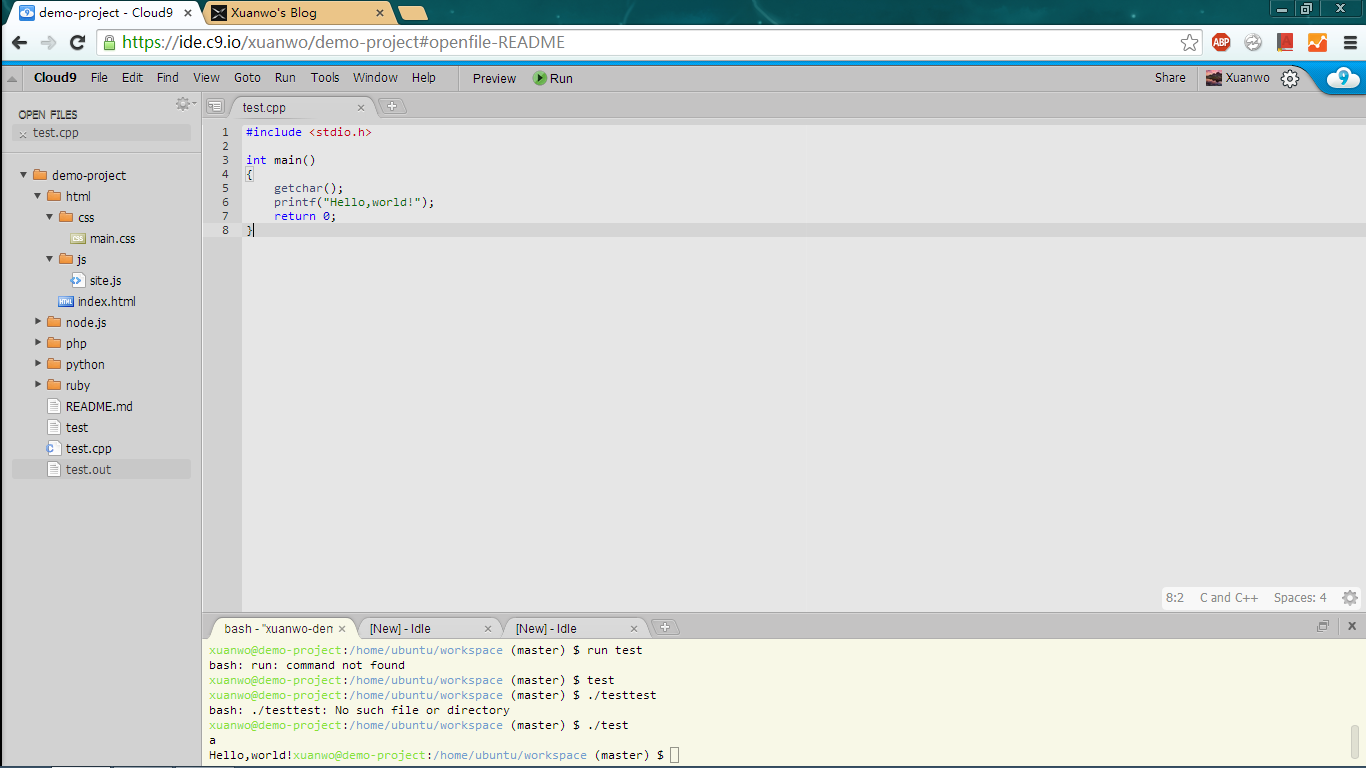 demo-project - Cloud9 × Xuanwo's Blog ×
https://ide.c9.io/xuanwo/demo-project#openfile-README
ABP
Cloud9 File Edit Find View Goto Run Tools Window Help Preview Run Share Xuanwo 9
OPEN FILES
test.cpp
demo-project
html
css
main.css
js
site.js
index.html
node.js
php
python
ruby
README.md
test
test.cpp
test.out
test.cpp
1 #include <stdio.h>
2
3 int main()
4 {
5 getchar();
6 printf("Hello,world!");
7 return 0;
8 }
8:2 C and C++ Spaces: 4
bash - "xuanwo-dem [New] - Idle [New] - Idle
xuanwo@demo-project:/home/ubuntu/workspace (master) $ run test
bash: run: command not found
xuanwo@demo-project:/home/ubuntu/workspace (master) $ test
xuanwo@demo-project:/home/ubuntu/workspace (master) $ ./testtest
bash: ./testtest: No such file or directory
xuanwo@demo-project:/home/ubuntu/workspace (master) $ ./test
a
Hello,world!xuanwo@demo-project:/home/ubuntu/workspace (master) $